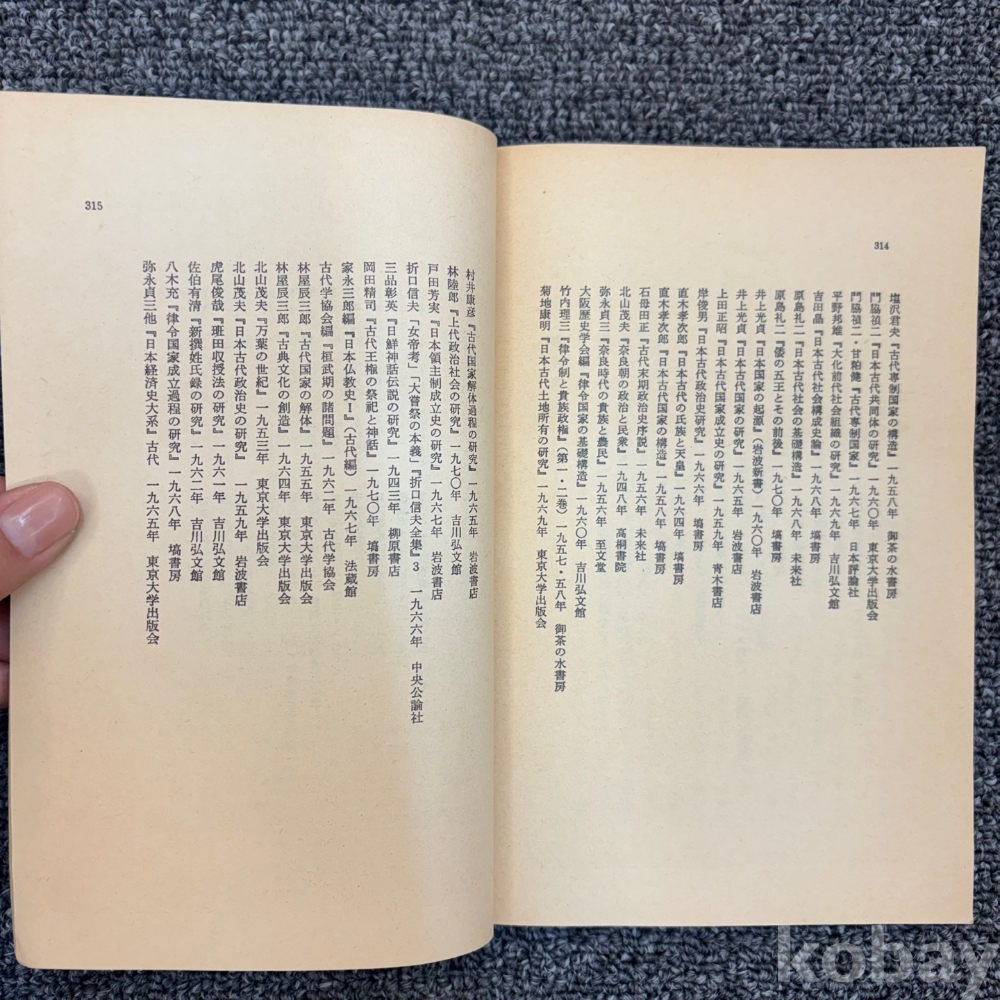 314
塩沢君夫『古代専制国家の構造』一九五八年 御茶の水書房
門脇禎二『日本古代共同体の研究』一九六〇年 東京大学出版会
門脇禎二・甘粕健『古代専制国家』一九六七年 日本評論社
平野邦雄『大化前代社会組織の研究』一九六九年 吉川弘文館
吉田晶『日本古代社会構成史論』一九六八年 塙書房
原島礼二『日本古代社会の基礎構造』一九六八年 未来社
原島礼二『倭の五王とその前後』一九七〇年 塙書房
井上光貞『日本国家の起源』(岩波新書)一九六〇年 岩波書店
井上光貞『日本古代国家の研究』一九六五年 岩波書店
上田正昭『日本古代国家成立史の研究』一九五九年 青木書店
岸俊男『日本古代政治史研究』一九六六年 塙書房
直木孝次郎『日本古代の氏族と天皇』一九六四年 塙書房
直木孝次郎『日本古代国家の構造』一九五八年 青木書店
石母田正『古代末期政治史序説』一九五六年 未来社
北山茂夫『奈良朝の政治と民衆』一九四八年 高桐書院
弥永貞三『奈良時代の貴族と農民』一九五六年 至文堂
大阪歴史学会編『律令国家の基礎構造』一九六〇年 吉川弘文館
竹内理三『律令制と貴族政権』(第一・二巻)一九五七・五八年 御茶の水書房
菊地康明『日本古代土地所有の研究』一九六九年 東京大学出版会
315
村井康彦『古代国家解体過程の研究』一九六五年 岩波書店
林陸郎『上代政治社会の研究』一九七〇年 吉川弘文館
戸田芳実『日本領主制成立史の研究』一九六七年 岩波書店
折口信夫「女帝考」「大嘗祭の本義」『折口信夫全集』3 一九六六年 中央公論社
三品彰英『日鮮神話伝説の研究』一九四三年 柳原書店
岡田精司『古代王権の祭祀と神話』一九七〇年 塙書房
家永三郎編『日本仏教史Ⅰ』(古代編)一九六七年 法蔵館
古代学協会編『桓武期の諸問題』一九六二年 古代学協会
林屋辰三郎『古代国家の解体』一九五五年 東京大学出版会
林屋辰三郎『古典文化の創造』一九六四年 東京大学出版会
北山茂夫『万葉の世紀』一九五三年 東京大学出版会
北山茂夫『日本古代政治史の研究』一九五九年 岩波書店
虎尾俊哉『班田収授法の研究』一九六一年 吉川弘文館
佐伯有清『新撰姓氏録の研究』一九六二年 吉川弘文館
八木充『律令国家成立過程の研究』一九六八年 塙書房
弥永貞三他『日本経済史大系』古代 一九六五年 東京大学出版会
kobay